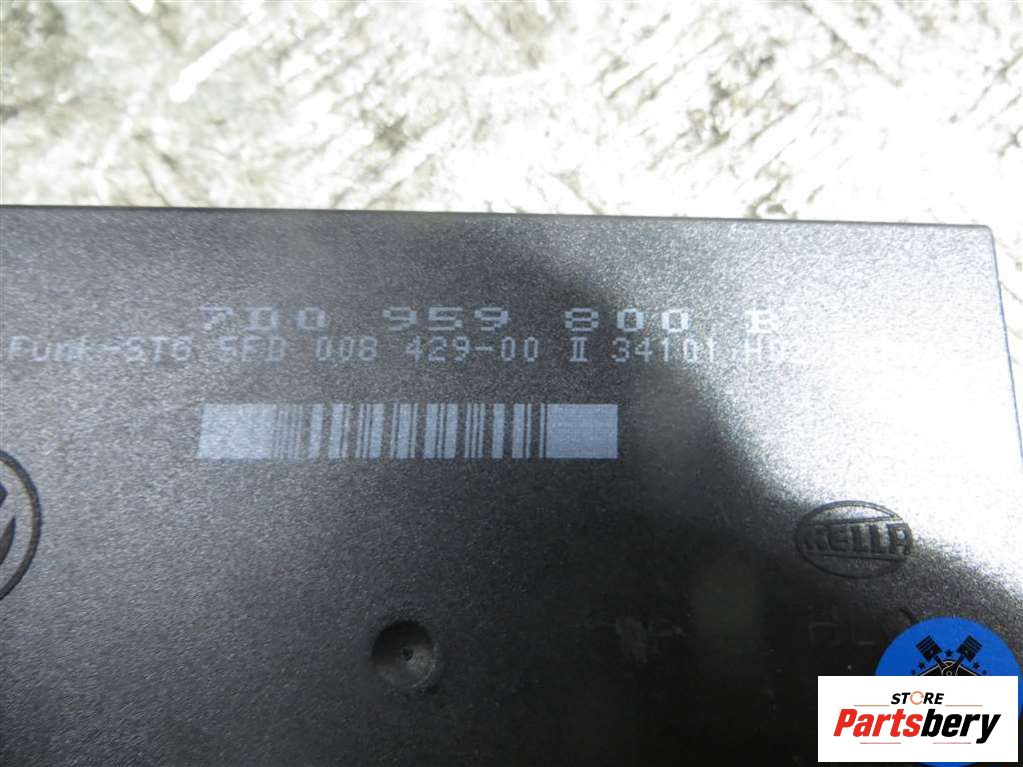 7D0 959 800 B
Funk-STG 5FB 008 429-00 II 34101 H02
HELLA
STORE
Partsbery